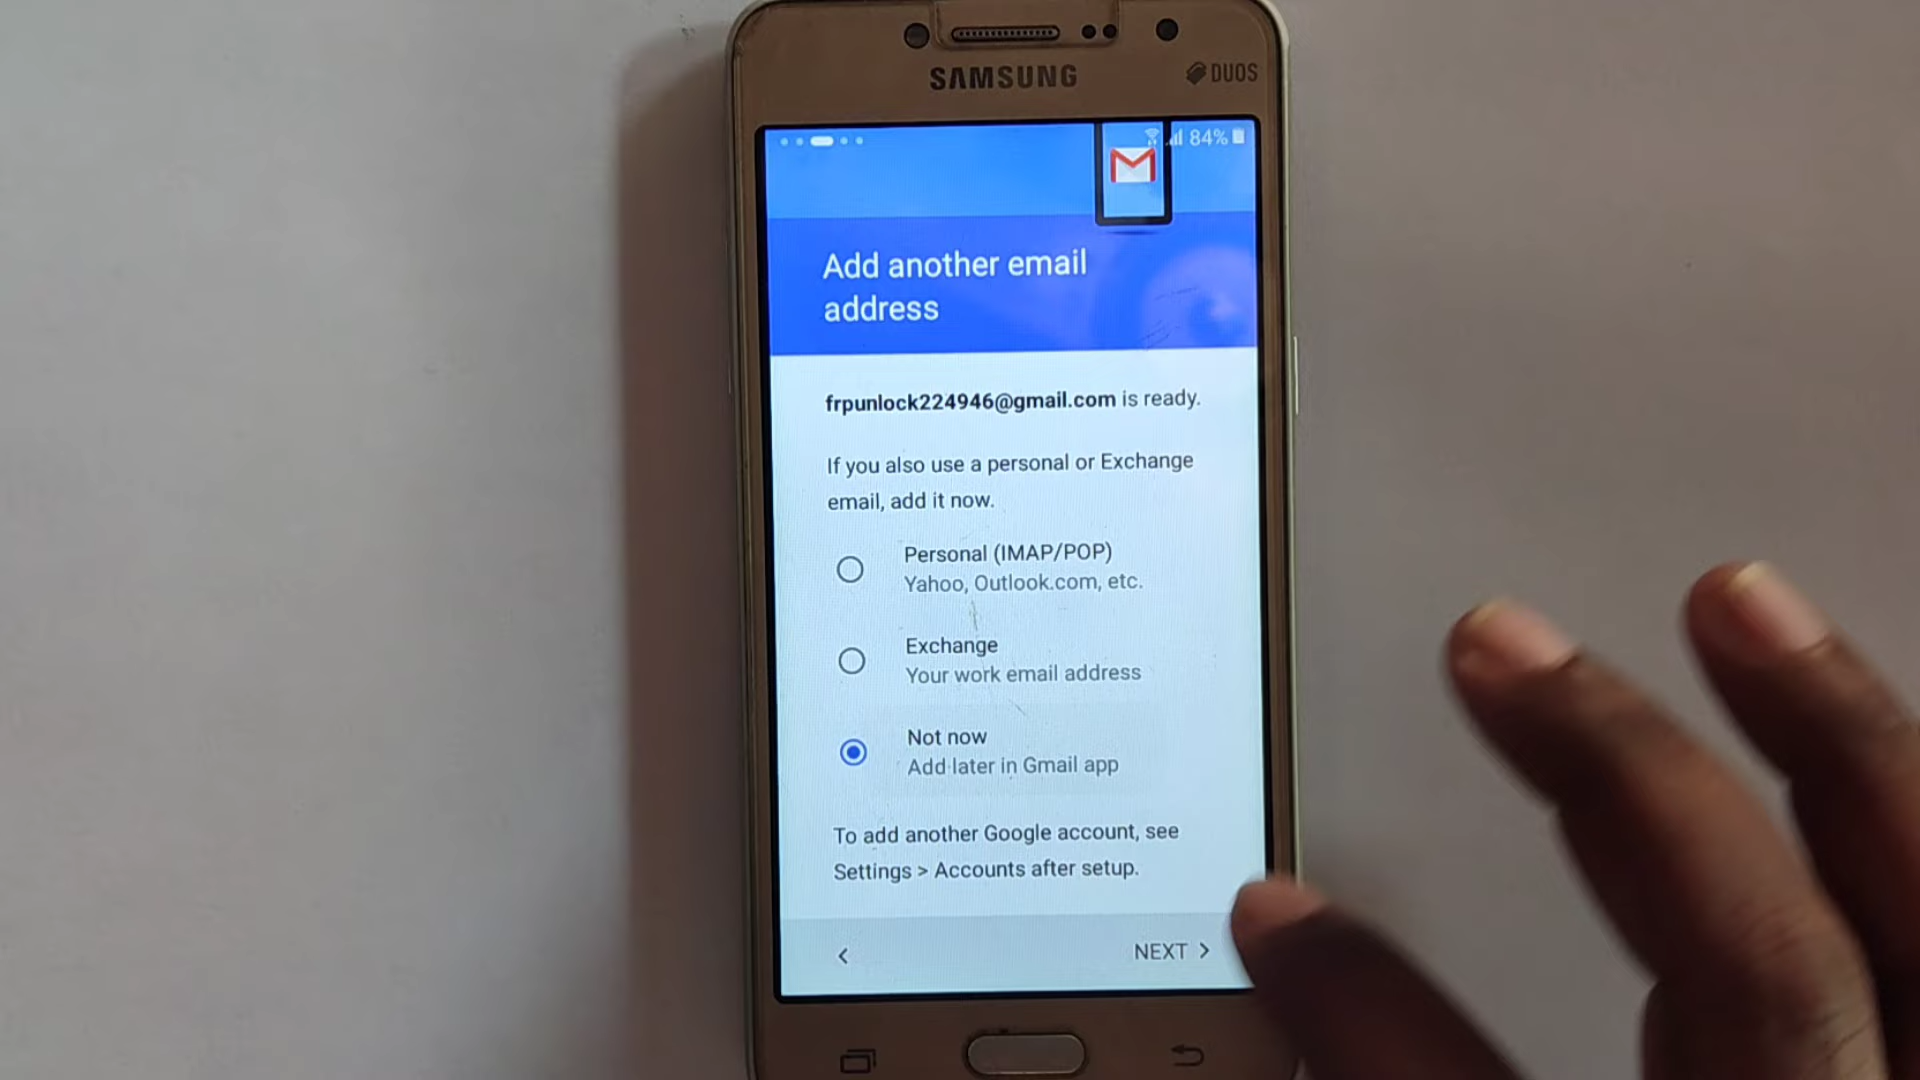 SAMSUNG
DUOS
84%
Add another email
address
frpunlock224946@gmail.com is ready.
If you also use a personal or Exchange
email, add it now.
Personal (IMAP/POP)
Yahoo, Outlook.com, etc.
Exchange
Your work email address
Not now
Add later in Gmail app
To add another Google account, see
Settings > Accounts after setup.
< NEXT >